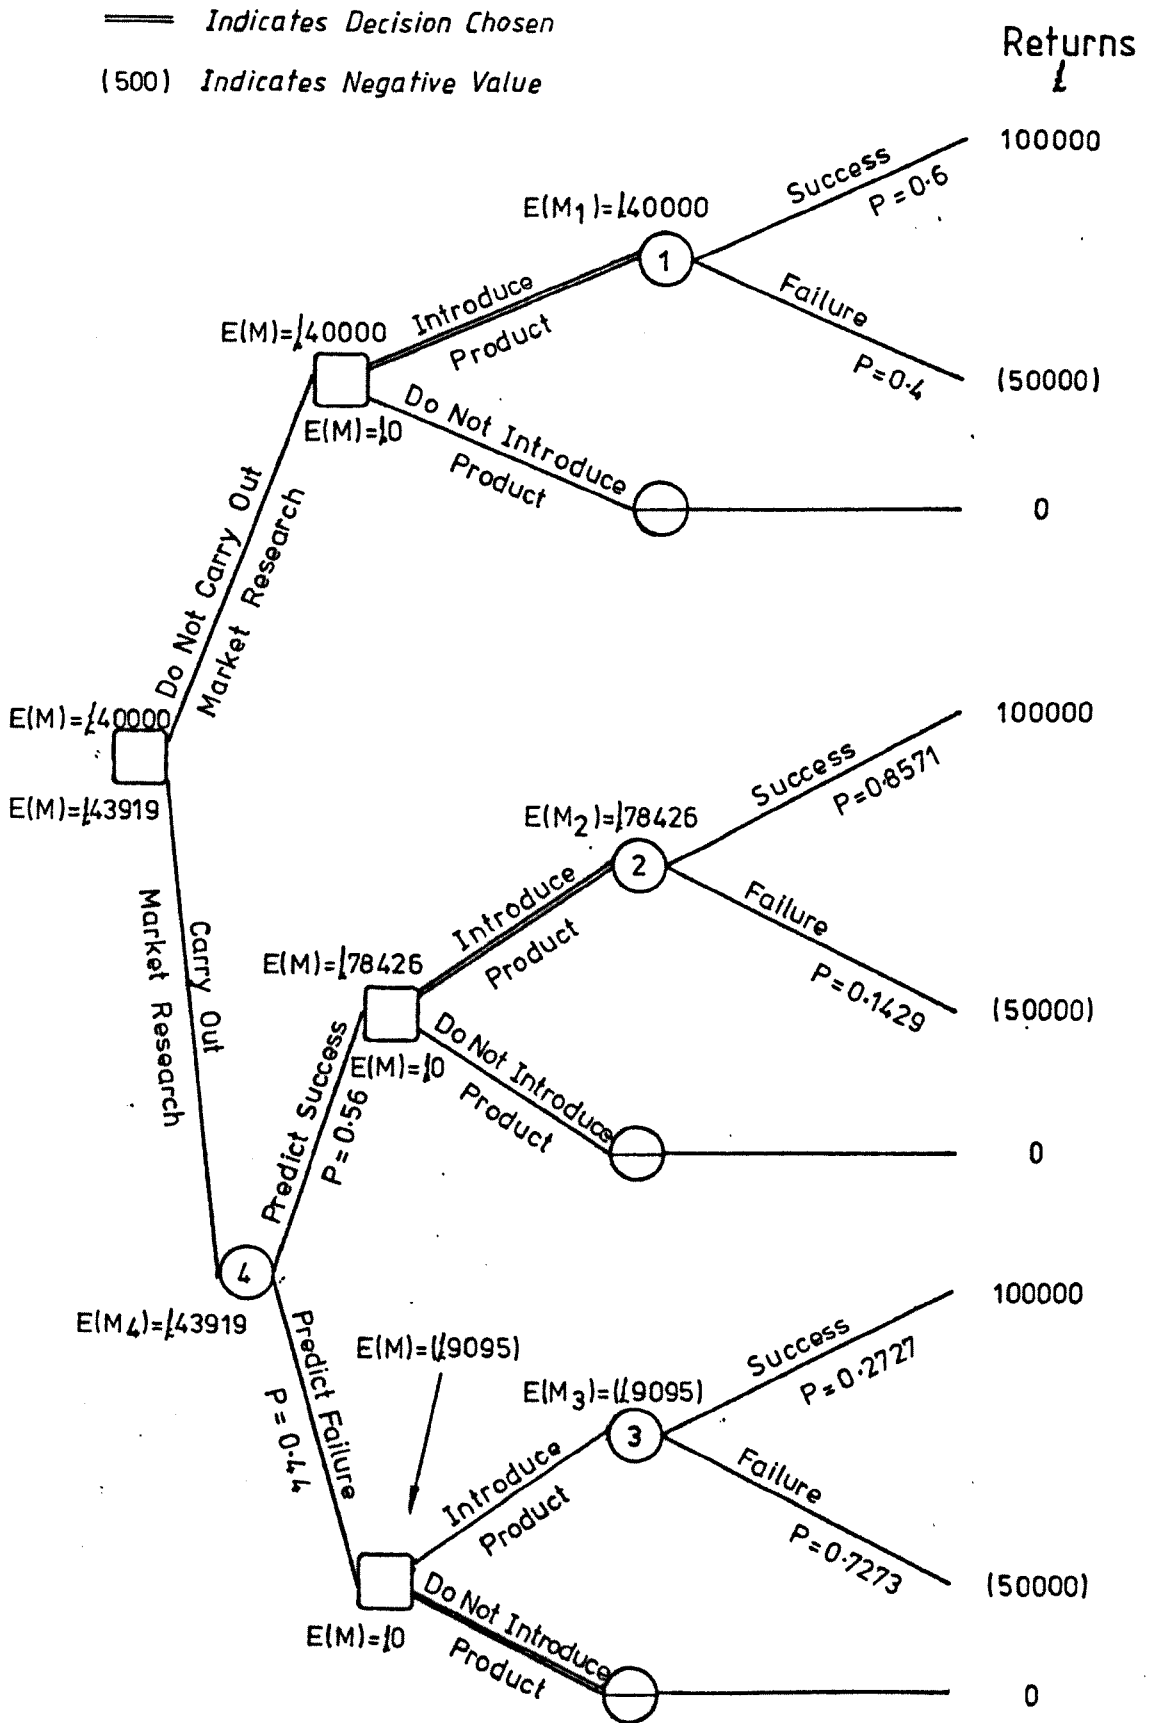 Indicates Decision Chosen
(500) Indicates Negative Value
Returns
£
100000
Success
P = 0·6
E(M1)=£40000
1
Failure
P=0·4
(50000)
Introduce
Product
E(M)=£40000
E(M)=£0
Do Not Introduce
Product
0
Do Not Carry Out
Market Research
E(M)=£40000
E(M)=£43919
Carry Out
Market Research
100000
Success
P=0·8571
E(M2)=£78426
2
Failure
P=0·1429
(50000)
Introduce
Product
E(M)=£78426
E(M)=£0
Do Not Introduce
Product
0
Predict Success
P=0·56
4
E(M4)=£43919
Predict Failure
P=0·44
100000
Success
P=0·2727
E(M)=(£9095)
E(M3)=(£9095)
3
Failure
P=0·7273
(50000)
Introduce
Product
E(M)=£0
Do Not Introduce
Product
0